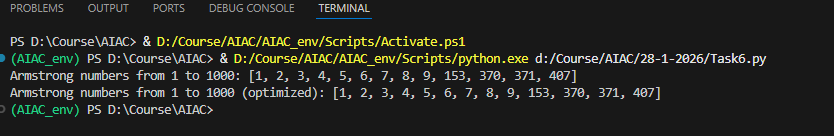 PROBLEMS OUTPUT PORTS DEBUG CONSOLE TERMINAL
PS D:\Course\AIAC> & D:/Course/AIAC/AIAC_env/Scripts/Activate.ps1
(AIAC_env) PS D:\Course\AIAC> & D:/Course/AIAC/AIAC_env/Scripts/python.exe d:/Course/AIAC/28-1-2026/Task6.py
Armstrong numbers from 1 to 1000: [1, 2, 3, 4, 5, 6, 7, 8, 9, 153, 370, 371, 407]
Armstrong numbers from 1 to 1000 (optimized): [1, 2, 3, 4, 5, 6, 7, 8, 9, 153, 370, 371, 407]
(AIAC_env) PS D:\Course\AIAC>